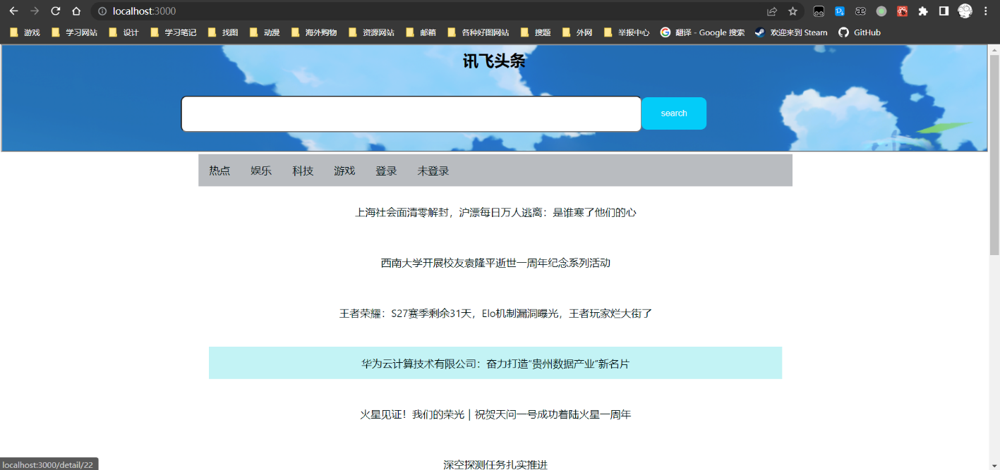 localhost:3000
游戏 学习网站 设计 学习笔记 找图 动漫 海外购物 资源网站 邮箱 各种好图网站 搜题 外网 举报中心 翻译 - Google 搜索 欢迎来到 Steam GitHub
讯飞头条
search
热点 娱乐 科技 游戏 登录 未登录
上海社会面清零解封，沪漂每日万人逃离：是谁寒了他们的心
西南大学开展校友袁隆平逝世一周年纪念系列活动
王者荣耀：S27赛季剩余31天，Elo机制漏洞曝光，王者玩家烂大街了
华为云计算技术有限公司：奋力打造“贵州数据产业”新名片
火星见证！我们的荣光 | 祝贺天问一号成功着陆火星一周年
深空探测任务扎实推进
localhost:3000/detail/22